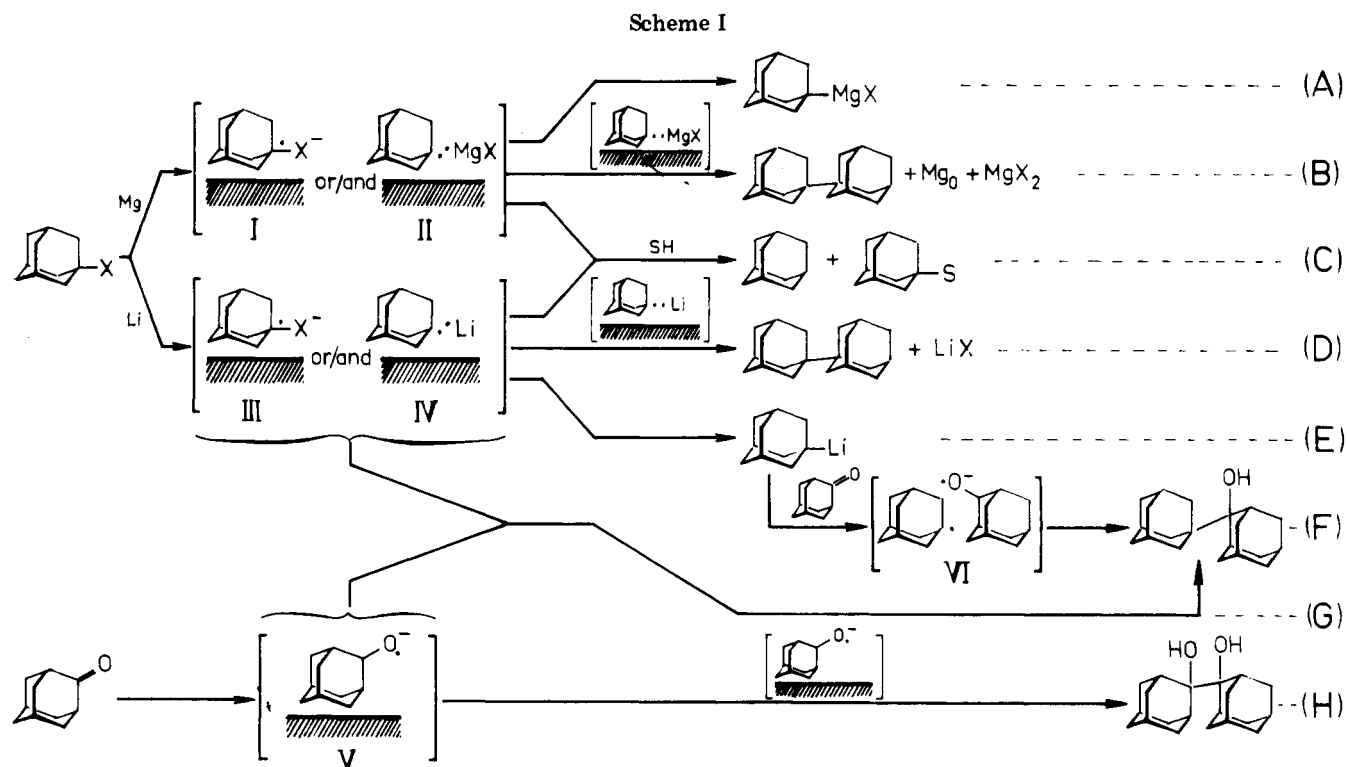 Scheme I
MgX
(A)
X⁻
or/and
MgX
MgX
I
II
+ Mg₀ + MgX₂
(B)
Mg
X
SH
+
S
(C)
Li
X⁻
or/and
Li
Li
III
IV
+ LiX
(D)
Li
(E)
O
O⁻
OH
VI
(F)
(G)
O
O⁻
V
O⁻
HO
OH
(H)